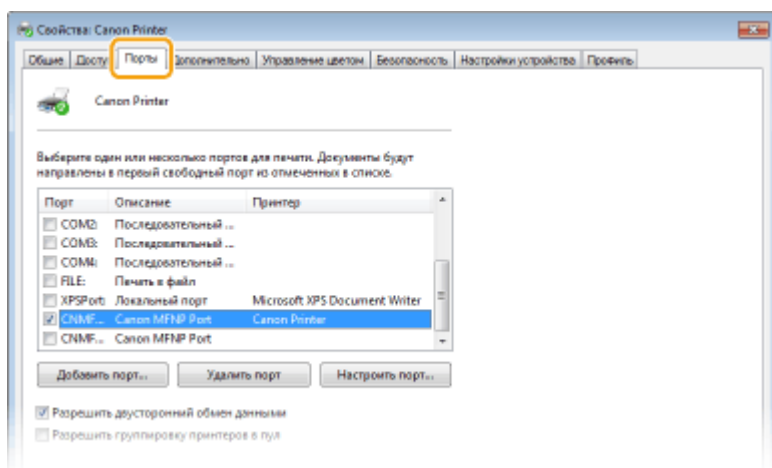 Свойства: Canon Printer
Общие Доступ Порты Дополнительно Управление цветом Безопасность Настройки устройства Профиль
Canon Printer
Выберите один или несколько портов для печати. Документы будут
направлены в первый свободный порт из отмеченных в списке.
Порт Описание Принтер
COM2: Последовательный ...
COM3: Последовательный ...
COM4: Последовательный ...
FILE: Печать в файл
XPSPort: Локальный порт Microsoft XPS Document Writer
CNMF... Canon MFNP Port Canon Printer
CNMF... Canon MFNP Port
Добавить порт... Удалить порт Настроить порт...
Разрешить двусторонний обмен данными
Разрешить группировку принтеров в пул